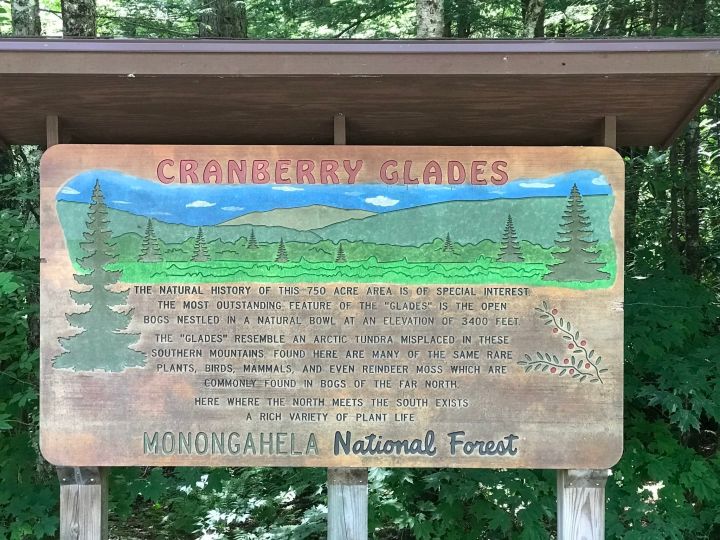 CRANBERRY GLADES
THE NATURAL HISTORY OF THIS 750 ACRE AREA IS OF SPECIAL INTEREST.
THE MOST OUTSTANDING FEATURE OF THE "GLADES" IS THE OPEN
BOGS NESTLED IN A NATURAL BOWL AT AN ELEVATION OF 3400 FEET.
THE "GLADES" RESEMBLE AN ARCTIC TUNDRA MISPLACED IN THESE
SOUTHERN MOUNTAINS. FOUND HERE ARE MANY OF THE SAME RARE
PLANTS, BIRDS, MAMMALS, AND EVEN REINDEER MOSS WHICH ARE
COMMONLY FOUND IN BOGS OF THE FAR NORTH.
HERE WHERE THE NORTH MEETS THE SOUTH EXISTS
A RICH VARIETY OF PLANT LIFE.
MONONGAHELA National Forest